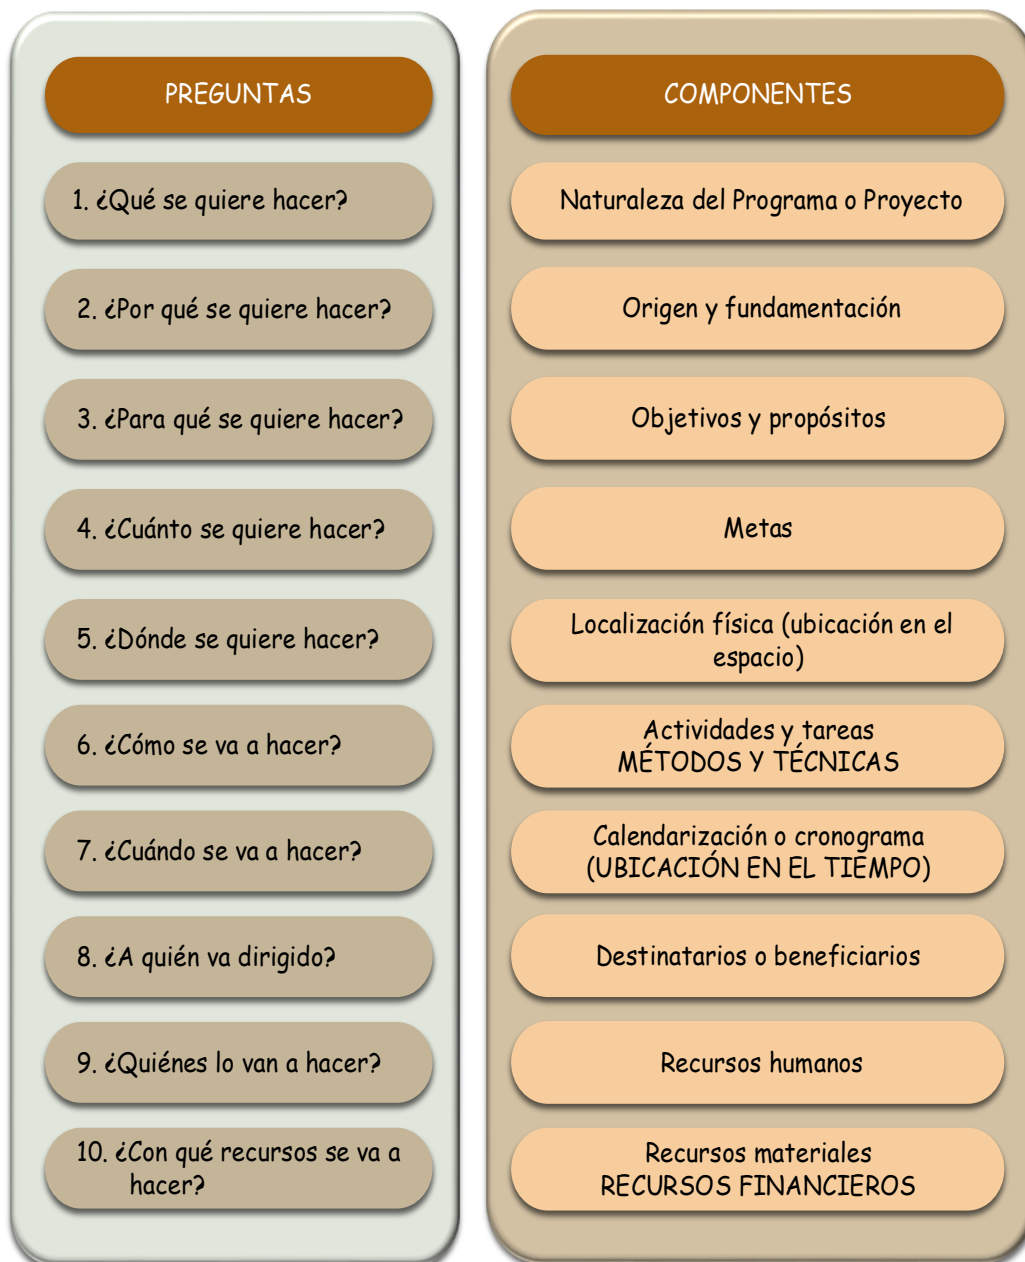 PREGUNTAS
COMPONENTES
1. ¿Qué se quiere hacer?
Naturaleza del Programa o Proyecto
2. ¿Por qué se quiere hacer?
Origen y fundamentación
3. ¿Para qué se quiere hacer?
Objetivos y propósitos
4. ¿Cuánto se quiere hacer?
Metas
5. ¿Dónde se quiere hacer?
Localización física (ubicación en el
espacio)
6. ¿Cómo se va a hacer?
Actividades y tareas
MÉTODOS Y TÉCNICAS
7. ¿Cuándo se va a hacer?
Calendarización o cronograma
(UBICACIÓN EN EL TIEMPO)
8. ¿A quién va dirigido?
Destinatarios o beneficiarios
9. ¿Quiénes lo van a hacer?
Recursos humanos
10. ¿Con qué recursos se va a
hacer?
Recursos materiales
RECURSOS FINANCIEROS